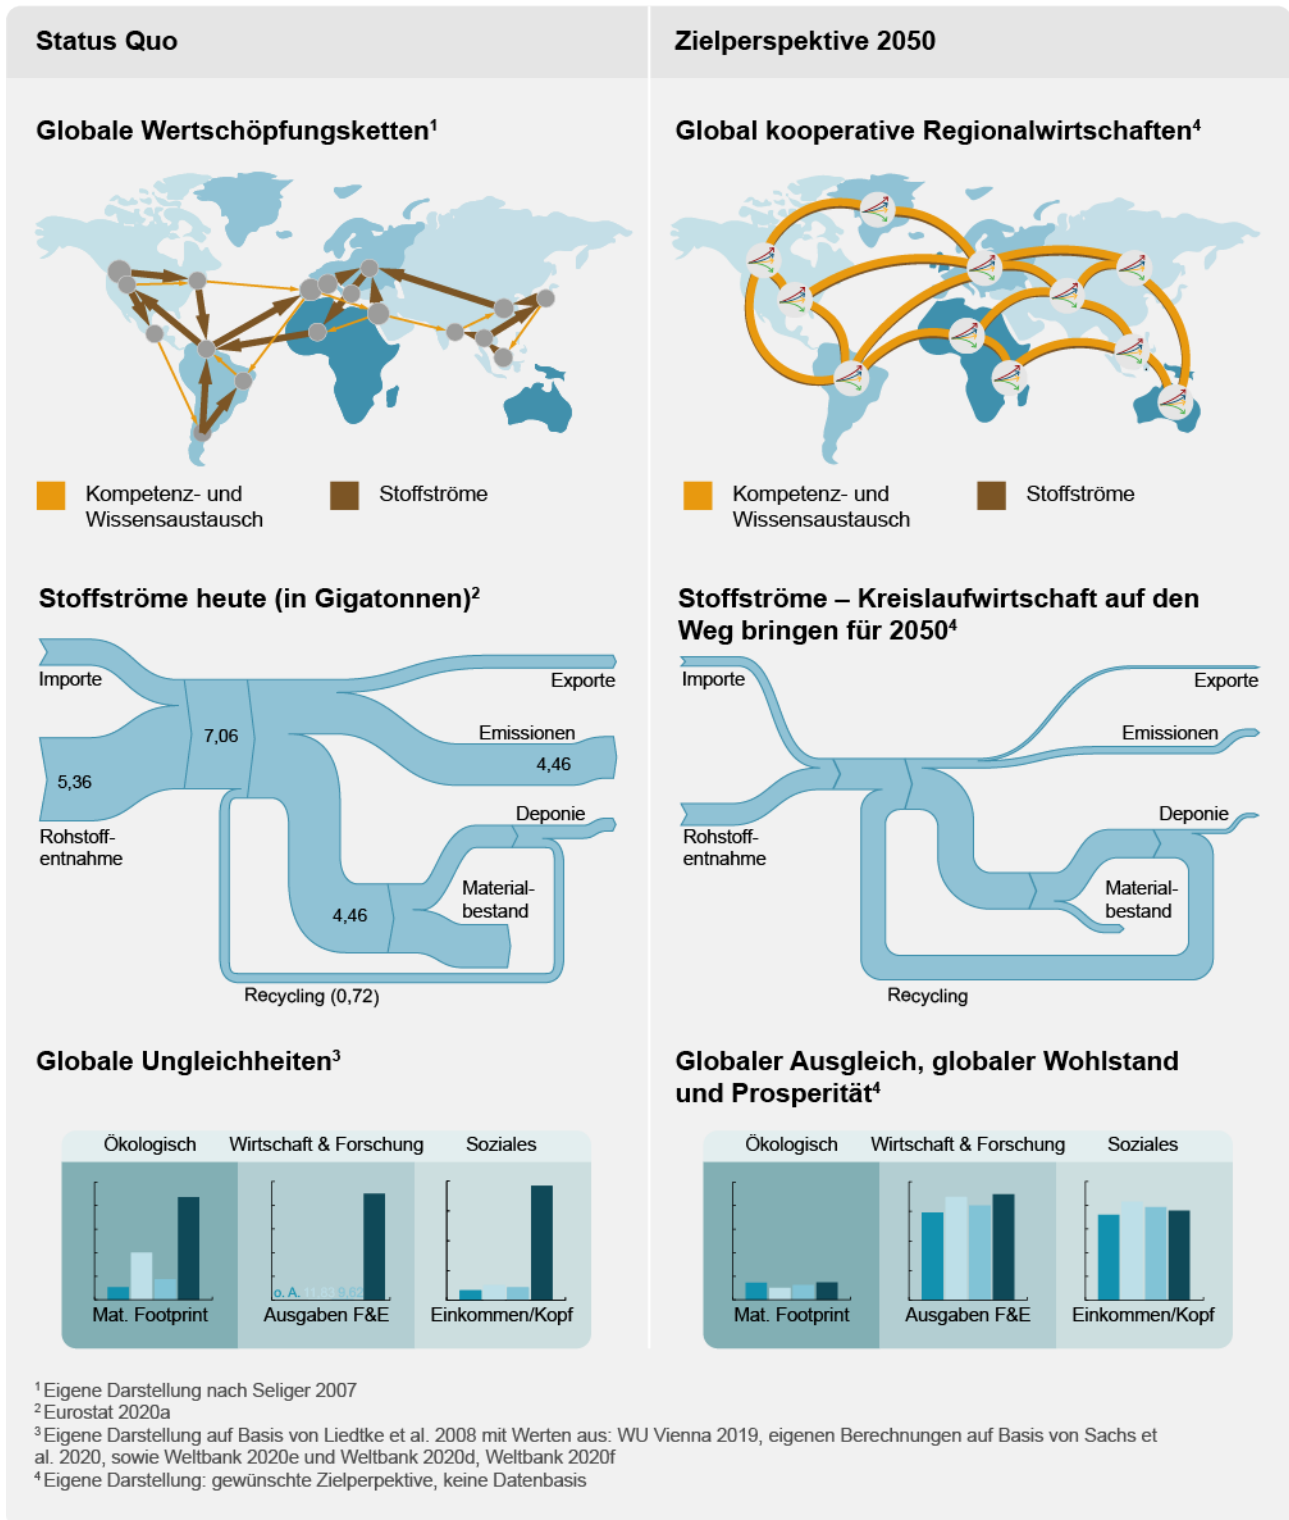 Status Quo
Zielperspektive 2050
Globale Wertschöpfungsketten¹
Global kooperative Regionalwirtschaften⁴
Kompetenz- und
Wissensaustausch
Stoffströme
Kompetenz- und
Wissensaustausch
Stoffströme
Stoffströme heute (in Gigatonnen)²
Importe
Exporte
7,06
Emissionen
4,46
5,36
Deponie
Rohstoff-
entnahme
Material-
bestand
4,46
Recycling (0,72)
Stoffströme – Kreislaufwirtschaft auf den
Weg bringen für 2050⁴
Importe
Exporte
Emissionen
Deponie
Rohstoff-
entnahme
Material-
bestand
Recycling
Globale Ungleichheiten³
Ökologisch
Wirtschaft & Forschung
Soziales
o. A.
11,83
9,62
Mat. Footprint
Ausgaben F&E
Einkommen/Kopf
Globaler Ausgleich, globaler Wohlstand
und Prosperität⁴
Ökologisch
Wirtschaft & Forschung
Soziales
Mat. Footprint
Ausgaben F&E
Einkommen/Kopf
¹ Eigene Darstellung nach Seliger 2007
² Eurostat 2020a
³ Eigene Darstellung auf Basis von Liedtke et al. 2008 mit Werten aus: WU Vienna 2019, eigenen Berechnungen auf Basis von Sachs et
al. 2020, sowie Weltbank 2020e und Weltbank 2020d, Weltbank 2020f
⁴ Eigene Darstellung: gewünschte Zielperpektive, keine Datenbasis